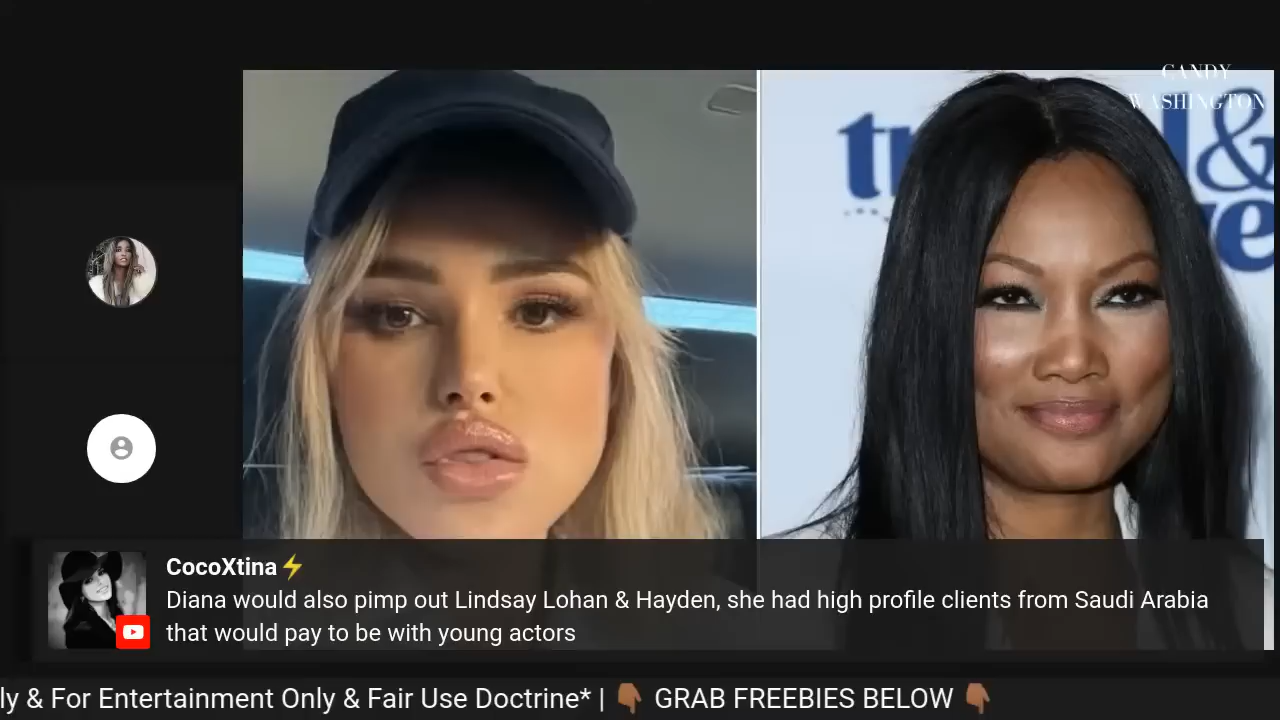 CANDY
WASHINGTON
CocoXtina⚡
Diana would also pimp out Lindsay Lohan & Hayden, she had high profile clients from Saudi Arabia
that would pay to be with young actors
ly & For Entertainment Only & Fair Use Doctrine* | 👇🏾 GRAB FREEBIES BELOW 👇🏾